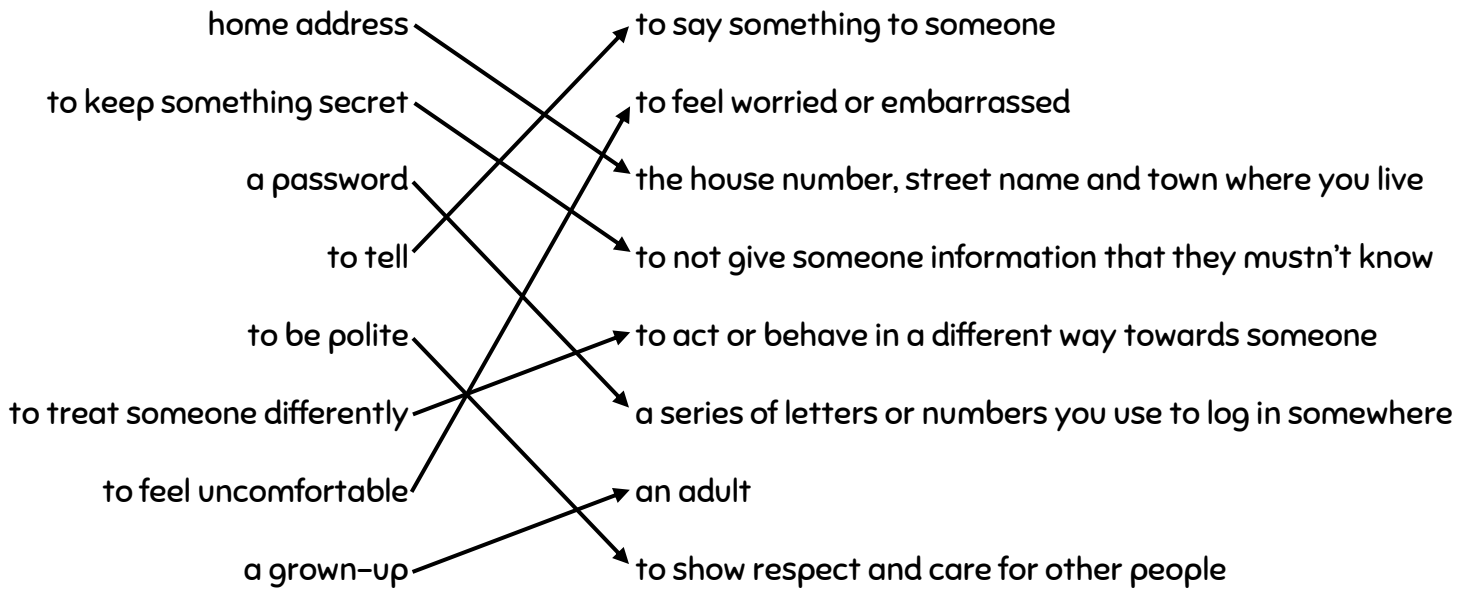 home address
to keep something secret
a password
to tell
to be polite
to treat someone differently
to feel uncomfortable
a grown-up
to say something to someone
to feel worried or embarrassed
the house number, street name and town where you live
to not give someone information that they mustn't know
to act or behave in a different way towards someone
a series of letters or numbers you use to log in somewhere
an adult
to show respect and care for other people